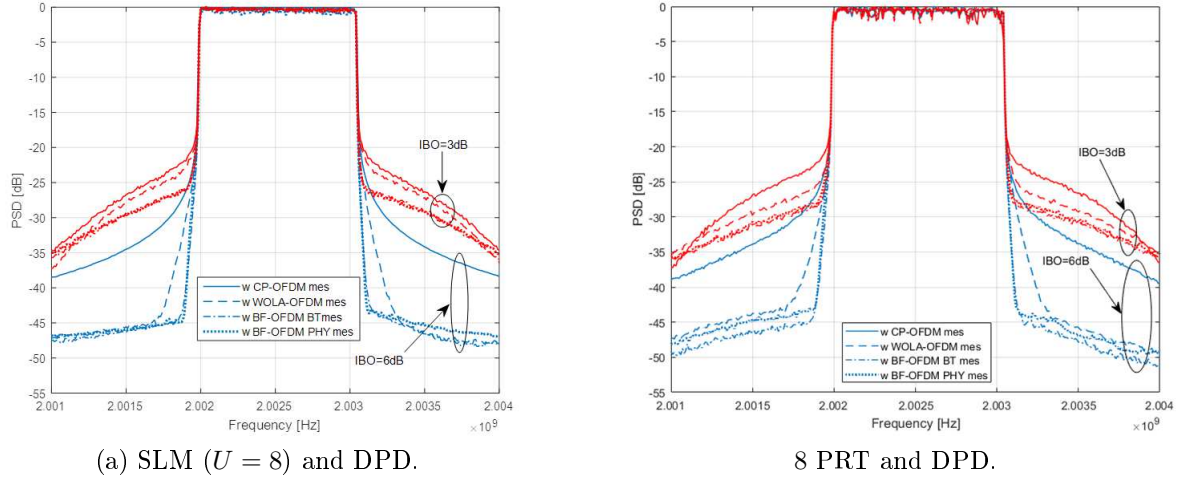 0
-5
-10
-15
-20
-25
-30
-35
-40
-45
-50
-55
PSD [dB]
IBO=3dB
w CP-OFDM mes
w WOLA-OFDM mes
w BF-OFDM BTmes
w BF-OFDM PHY mes
IBO=6dB
2.001 2.0015 2.002 2.0025 2.003 2.0035 2.004
Frequency [Hz]
×10⁹
(a) SLM (U = 8) and DPD.
0
-5
-10
-15
-20
-25
-30
-35
-40
-45
-50
-55
PSD [dB]
IBO=3dB
IBO=6dB
w CP-OFDM mes
w WOLA-OFDM mes
w BF-OFDM BT mes
w BF-OFDM PHY mes
2.001 2.0015 2.002 2.0025 2.003 2.0035 2.004
Frequency [Hz]
×10⁹
8 PRT and DPD.